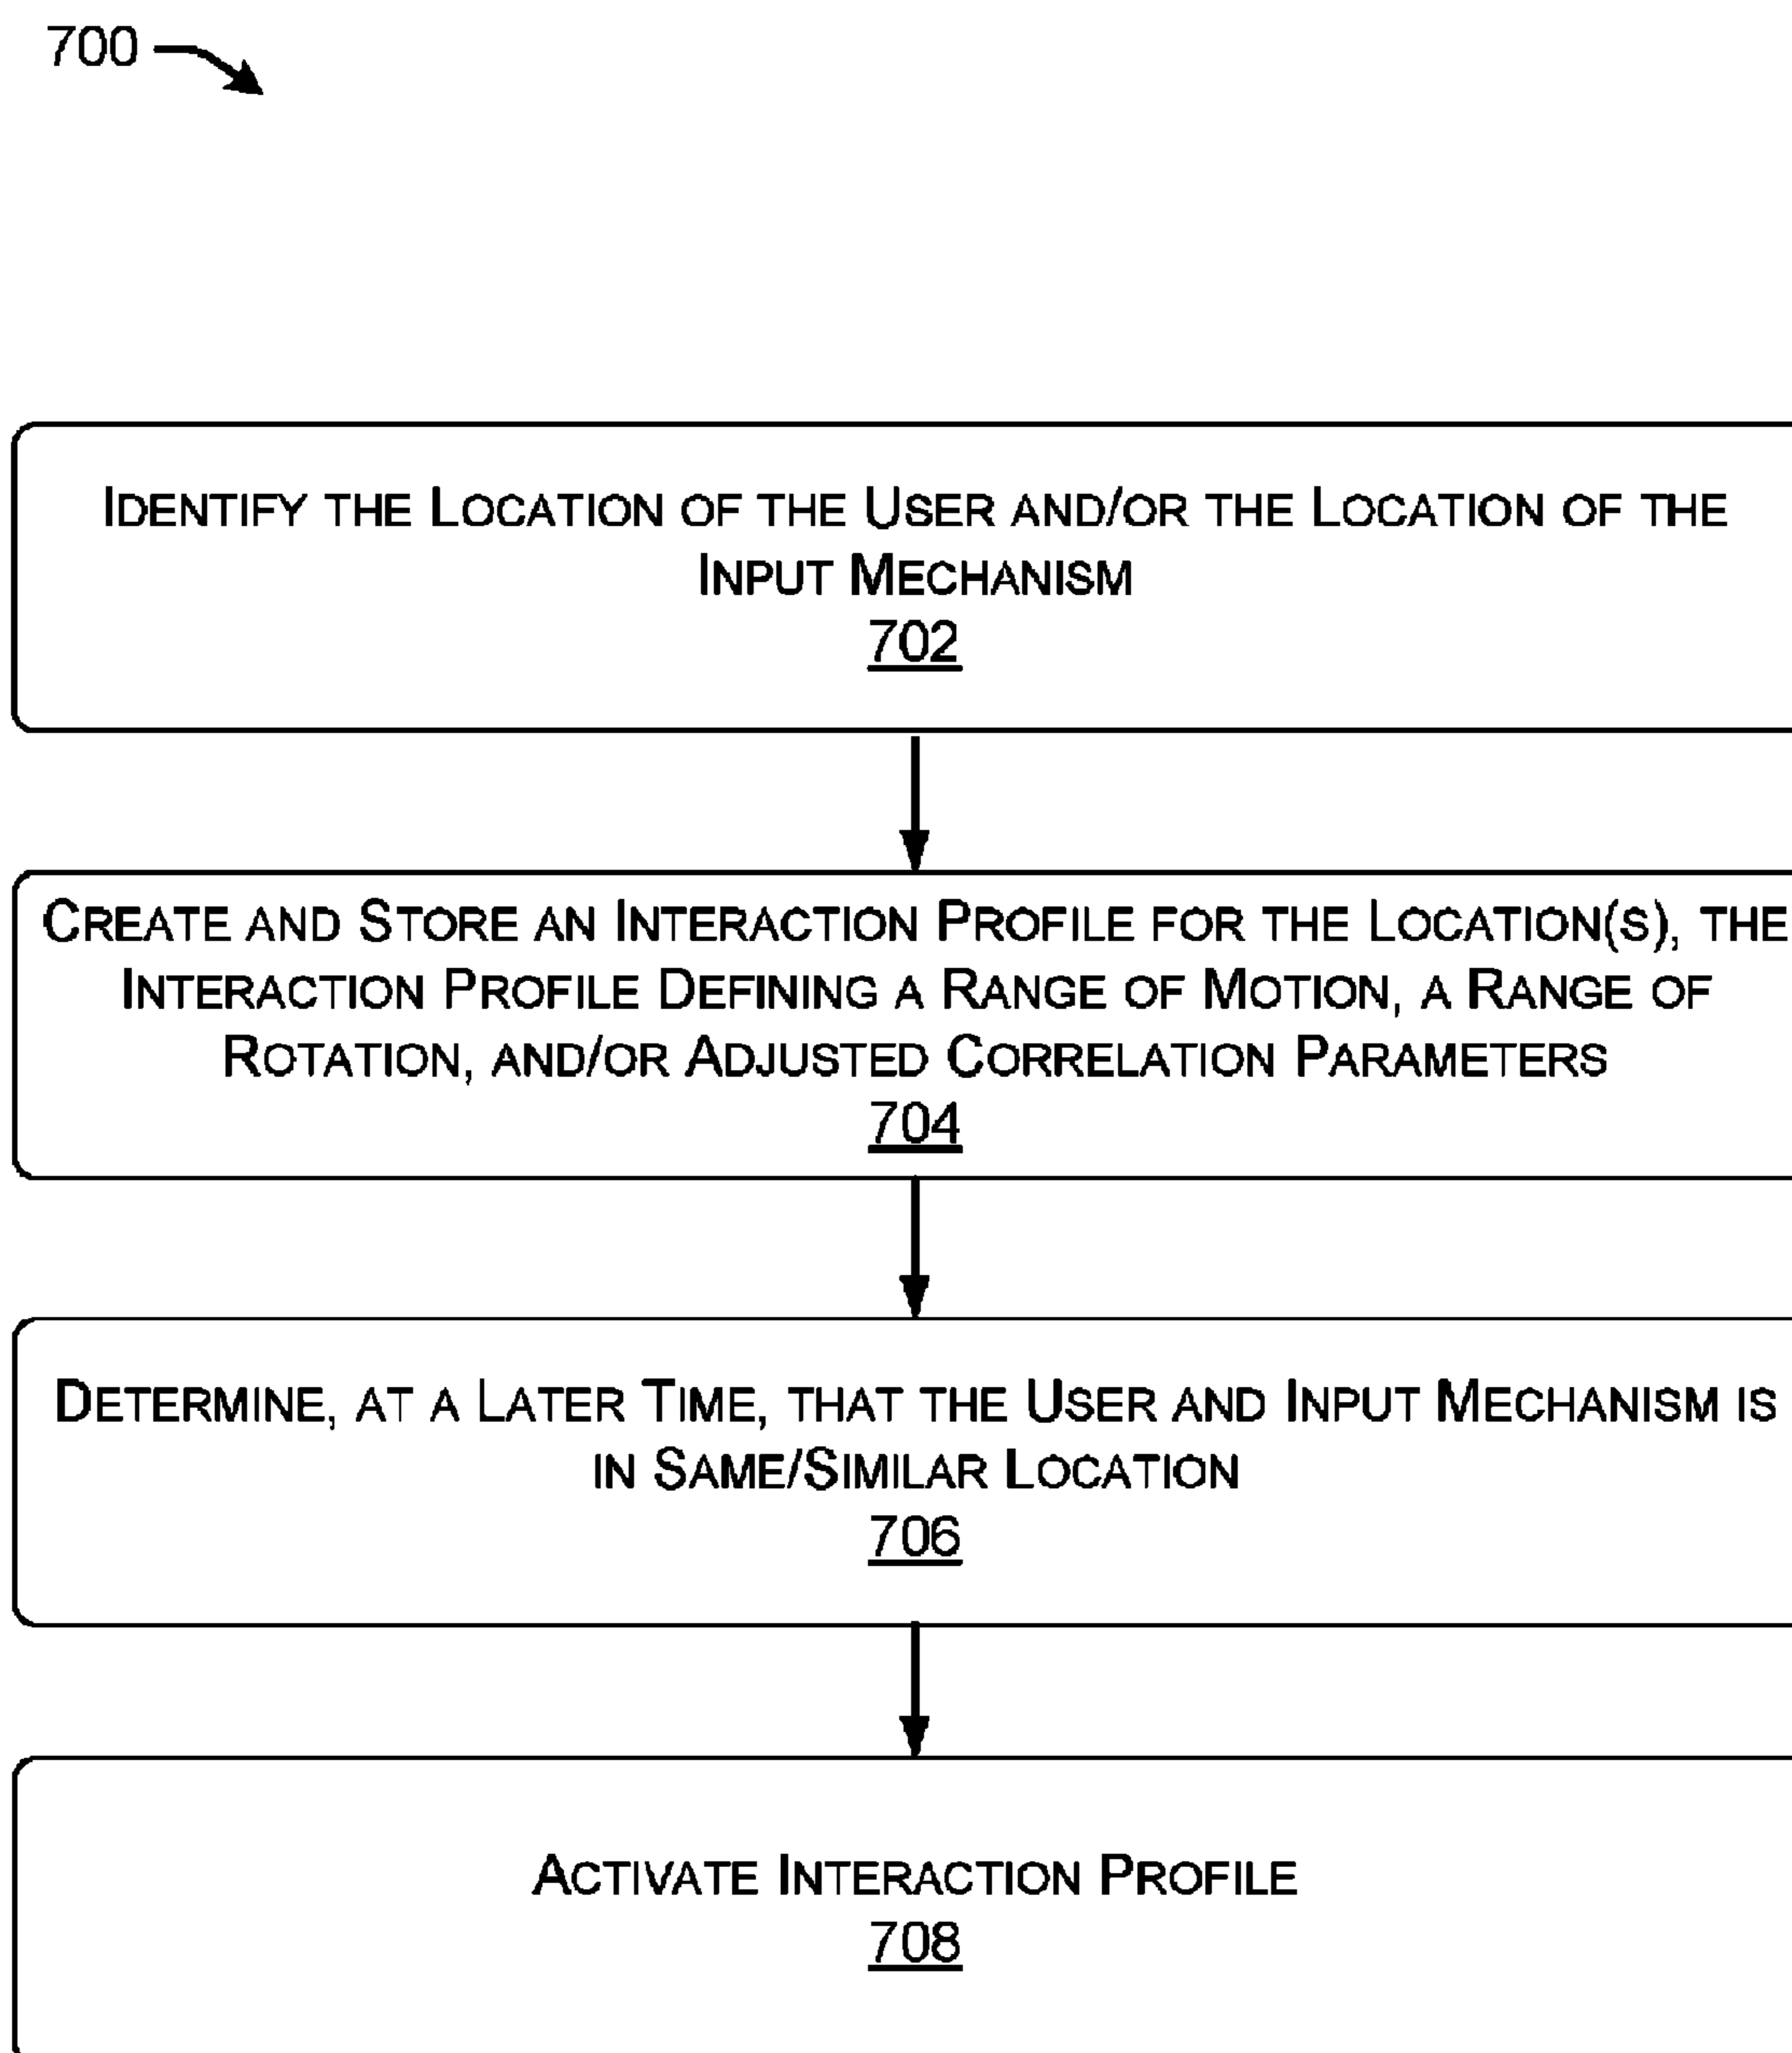 700
IDENTIFY THE LOCATION OF THE USER AND/OR THE LOCATION OF THE
INPUT MECHANISM
702
CREATE AND STORE AN INTERACTION PROFILE FOR THE LOCATION(S), THE
INTERACTION PROFILE DEFINING A RANGE OF MOTION, A RANGE OF
ROTATION, AND/OR ADJUSTED CORRELATION PARAMETERS
704
DETERMINE, AT A LATER TIME, THAT THE USER AND INPUT MECHANISM IS
IN SAME/SIMILAR LOCATION
706
ACTIVATE INTERACTION PROFILE
708